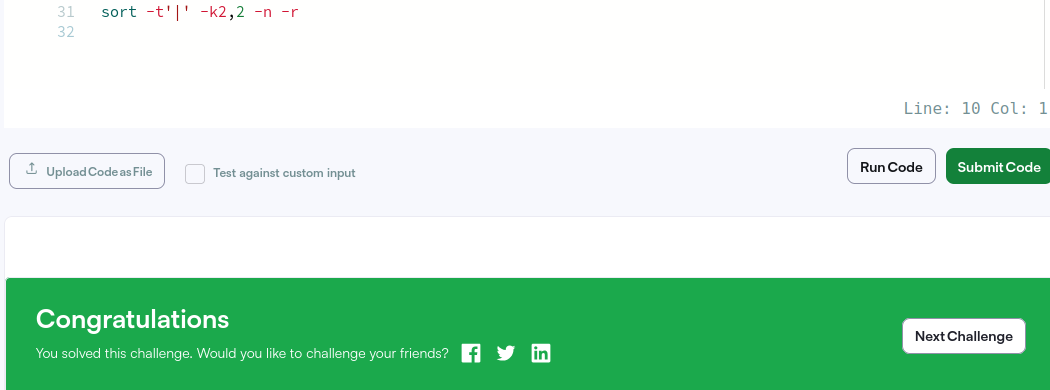 31 sort -t'|' -k2,2 -n -r
32
Line: 10 Col: 1
Upload Code as File
Test against custom input
Run Code
Submit Code
Congratulations
You solved this challenge. Would you like to challenge your friends?
Next Challenge